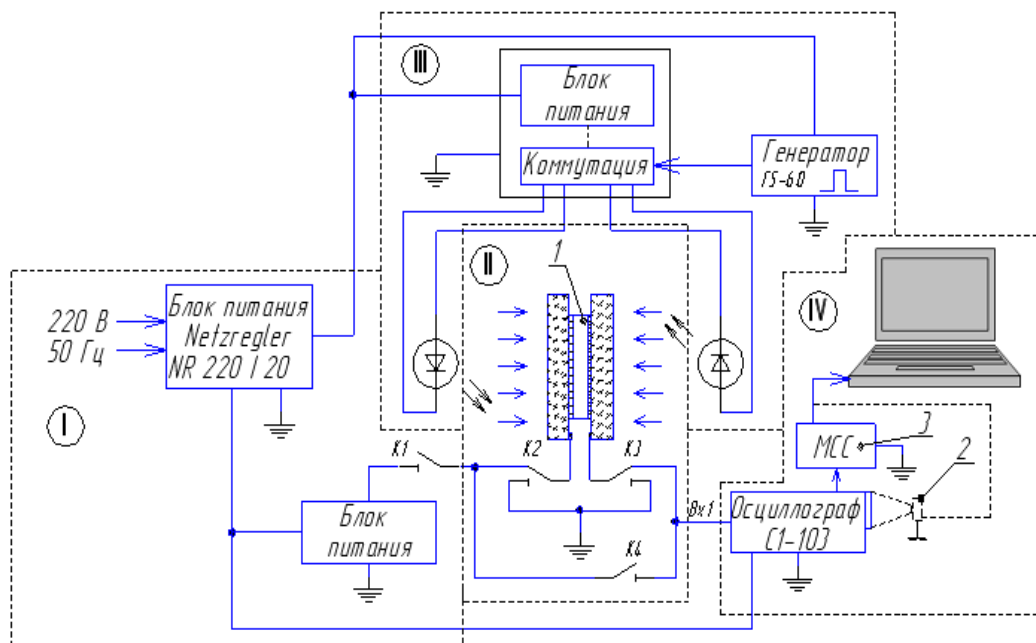 III
Блок
питания
Коммутация
Генератор
Г5-60
II
1
220 В
50 Гц
Блок питания
Netzregler
NR 220 / 20
IV
I
К1
К2
К3
МСС
3
2
Блок
питания
Вх1
Осциллограф
С1-103
К4